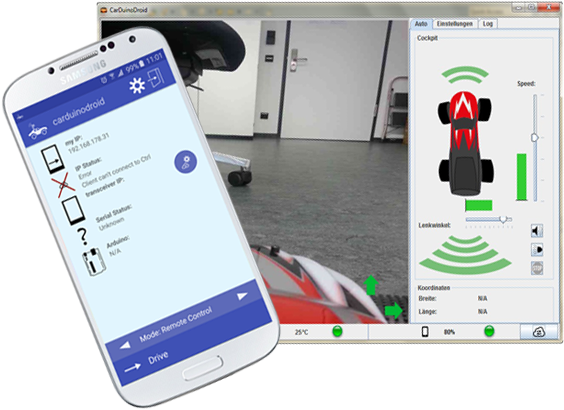 CarDuinoDroid
Auto
Einstellungen
Log
Cockpit
Speed:
Lenkwinkel:
Koordinaten
Breite:
N/A
Länge:
N/A
25°C
80%
SAMSUNG
99%
11:01
carduinodroid
my IP:
192.168.178.31
IP Status:
Error
Client can't connect to Ctrl
transceiver IP:
Serial Status:
Unknown
?
Arduino:
N/A
Mode: Remote Control
Drive